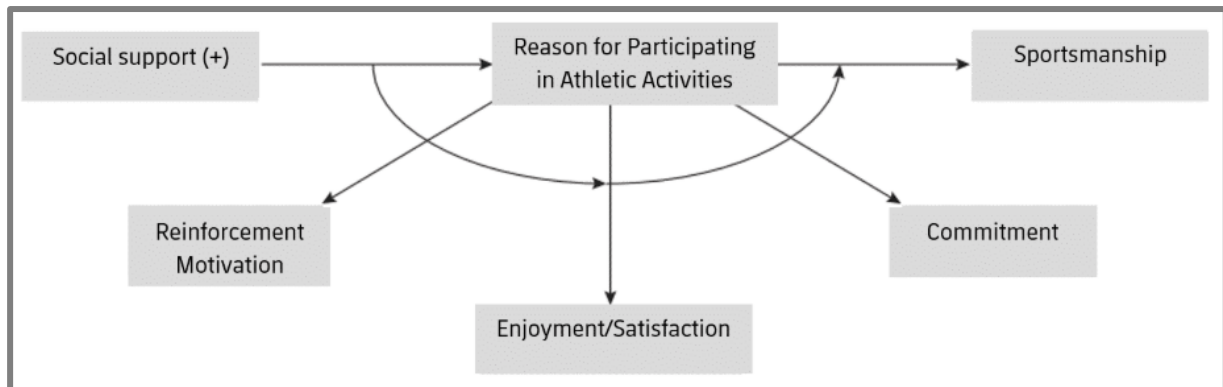 Social support (+)
Reason for Participating
in Athletic Activities
Sportsmanship
Reinforcement
Motivation
Commitment
Enjoyment/Satisfaction